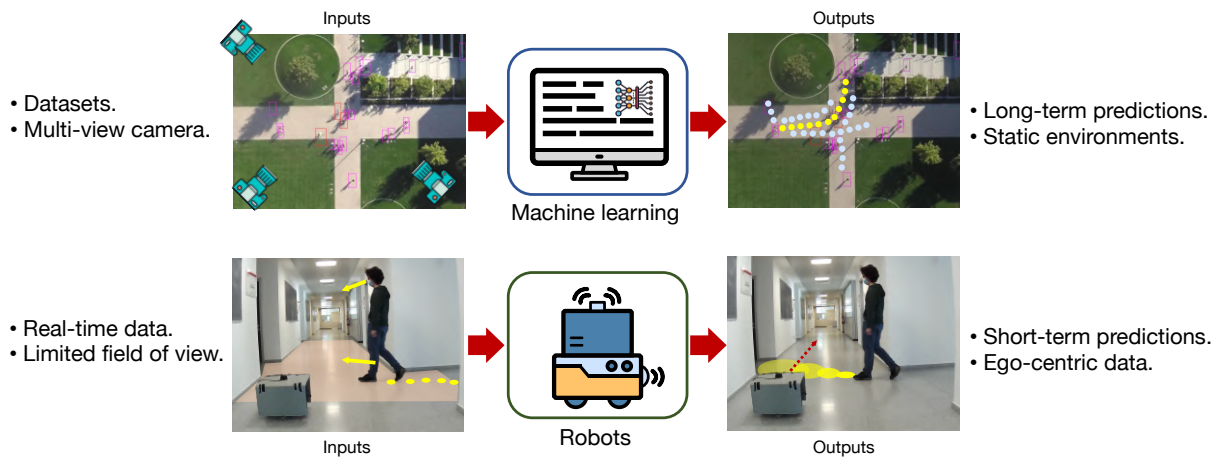 Inputs
Outputs
• Datasets.
• Multi-view camera.
• Long-term predictions.
• Static environments.
Machine learning
• Real-time data.
• Limited field of view.
• Short-term predictions.
• Ego-centric data.
Inputs
Robots
Outputs